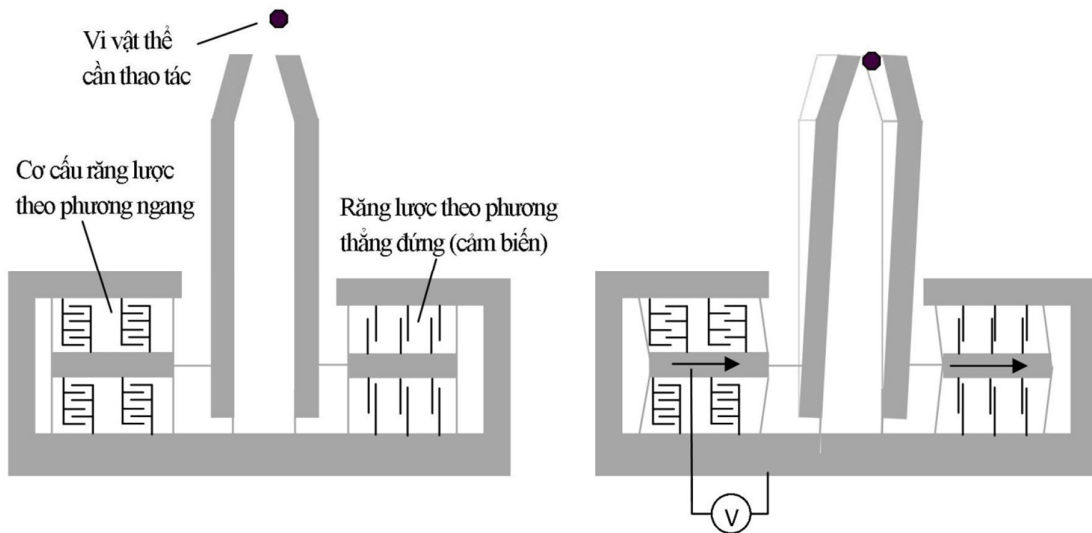 Vi vật thể
cần thao tác
Cơ cấu răng lược
theo phương ngang
Răng lược theo phương
thẳng đứng (cảm biến)
V